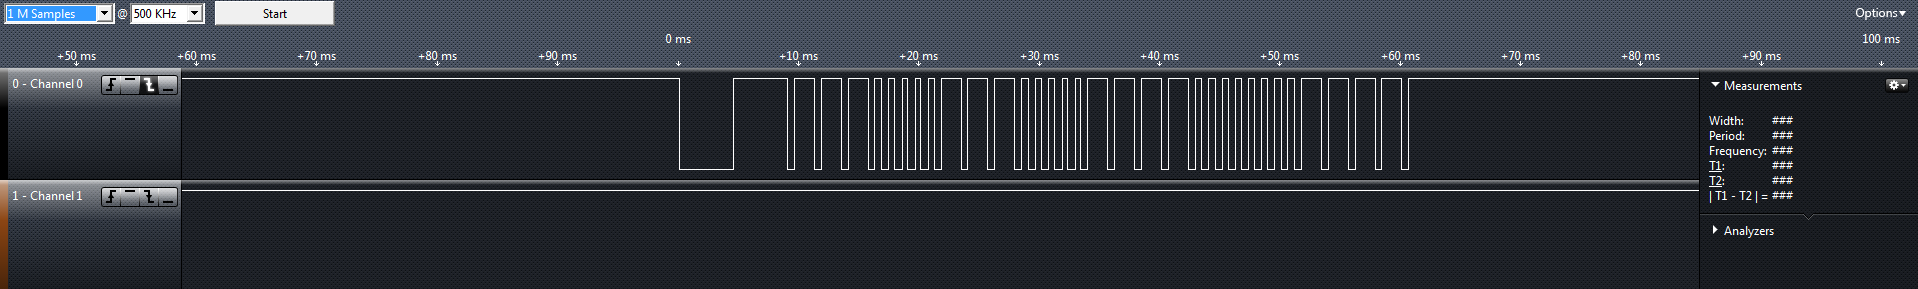 1 M Samples @ 500 KHz Start Options
0 ms 100 ms
+50 ms +60 ms +70 ms +80 ms +90 ms +10 ms +20 ms +30 ms +40 ms +50 ms +60 ms +70 ms +80 ms +90 ms
0 - Channel 0
Measurements
Width: ###
Period: ###
Frequency: ###
T1: ###
T2: ###
| T1 - T2 | = ###
1 - Channel 1
Analyzers